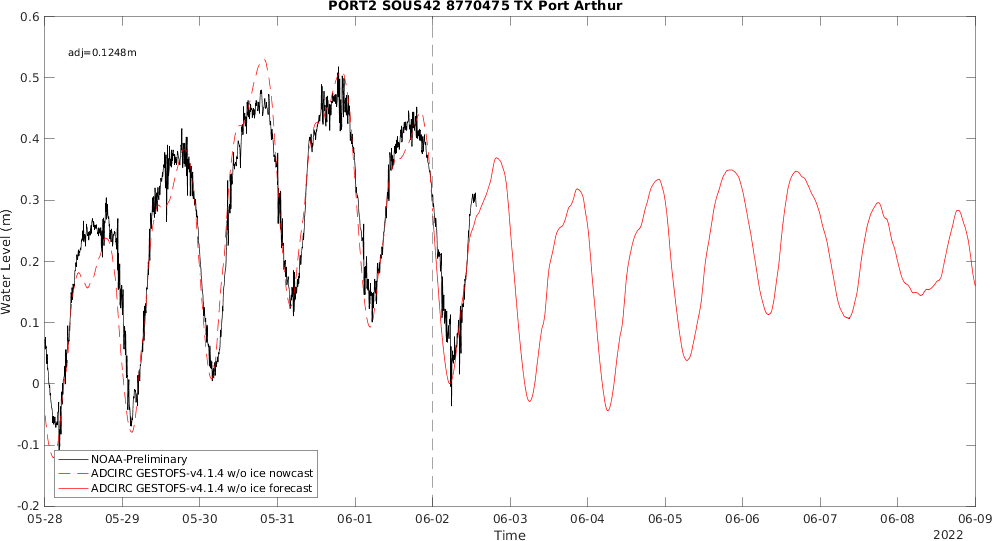 PORT2 SOUS42 8770475 TX Port Arthur
adj=0.1248m
0.6
0.5
0.4
0.3
0.2
0.1
0
-0.1
-0.2
Water Level (m)
NOAA-Preliminary
ADCIRC GESTOFS-v4.1.4 w/o ice nowcast
ADCIRC GESTOFS-v4.1.4 w/o ice forecast
05-28 05-29 05-30 05-31 06-01 06-02 06-03 06-04 06-05 06-06 06-07 06-08 06-09
Time
2022